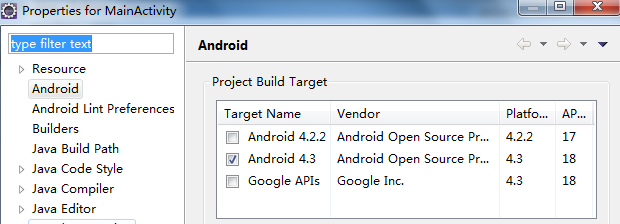 Properties for MainActivity
type filter text
Android
Resource
Android
Android Lint Preferences
Builders
Java Build Path
Java Code Style
Java Compiler
Java Editor
Project Build Target
Target Name Vendor Platfo... AP...
Android 4.2.2 Android Open Source Pr... 4.2.2 17
Android 4.3 Android Open Source Pr... 4.3 18
Google APIs Google Inc. 4.3 18